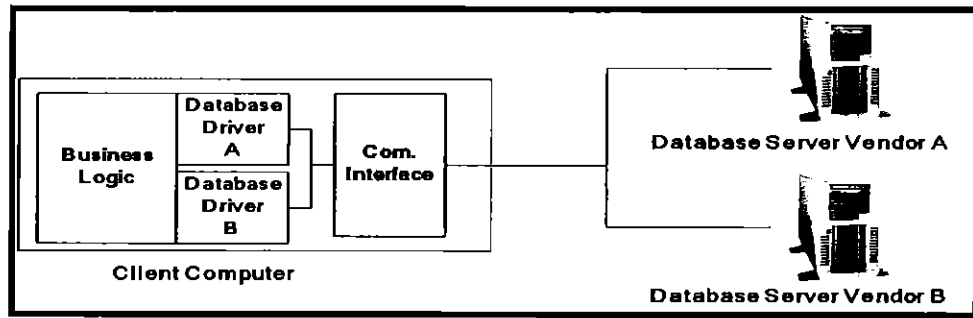 Database
Driver
A
Business
Logic
Database
Driver
B
Com.
Interface
Client Computer
Database Server Vendor A
Database Server Vendor B